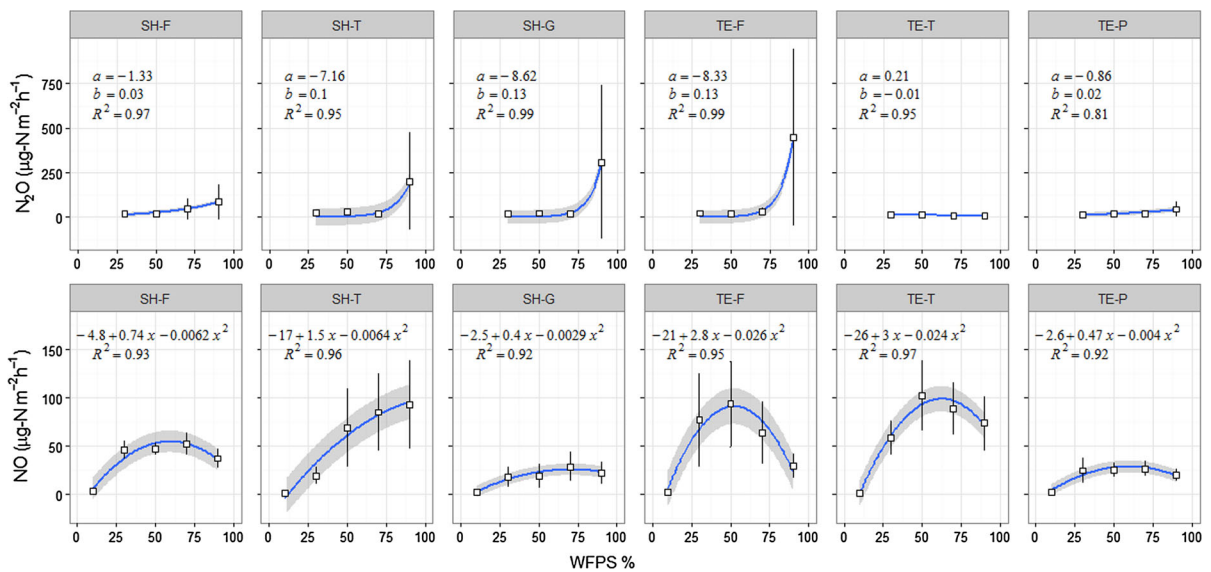 SH-F SH-T SH-G TE-F TE-T TE-P
N₂O (µg-N m⁻²h⁻¹)
750
500
250
0
a = −1.33
b = 0.03
R² = 0.97
a = −7.16
b = 0.1
R² = 0.95
a = −8.62
b = 0.13
R² = 0.99
a = −8.33
b = 0.13
R² = 0.99
a = 0.21
b = −0.01
R² = 0.95
a = −0.86
b = 0.02
R² = 0.81
0 25 50 75 100 0 25 50 75 100 0 25 50 75 100 0 25 50 75 100 0 25 50 75 100 0 25 50 75 100
SH-F SH-T SH-G TE-F TE-T TE-P
NO (µg-N m⁻²h⁻¹)
150
100
50
0
−4.8 + 0.74 x − 0.0062 x²
R² = 0.93
−17 + 1.5 x − 0.0064 x²
R² = 0.96
−2.5 + 0.4 x − 0.0029 x²
R² = 0.92
−21 + 2.8 x − 0.026 x²
R² = 0.95
−26 + 3 x − 0.024 x²
R² = 0.97
−2.6 + 0.47 x − 0.004 x²
R² = 0.92
0 25 50 75 100 0 25 50 75 100 0 25 50 75 100 0 25 50 75 100 0 25 50 75 100 0 25 50 75 100
WFPS %